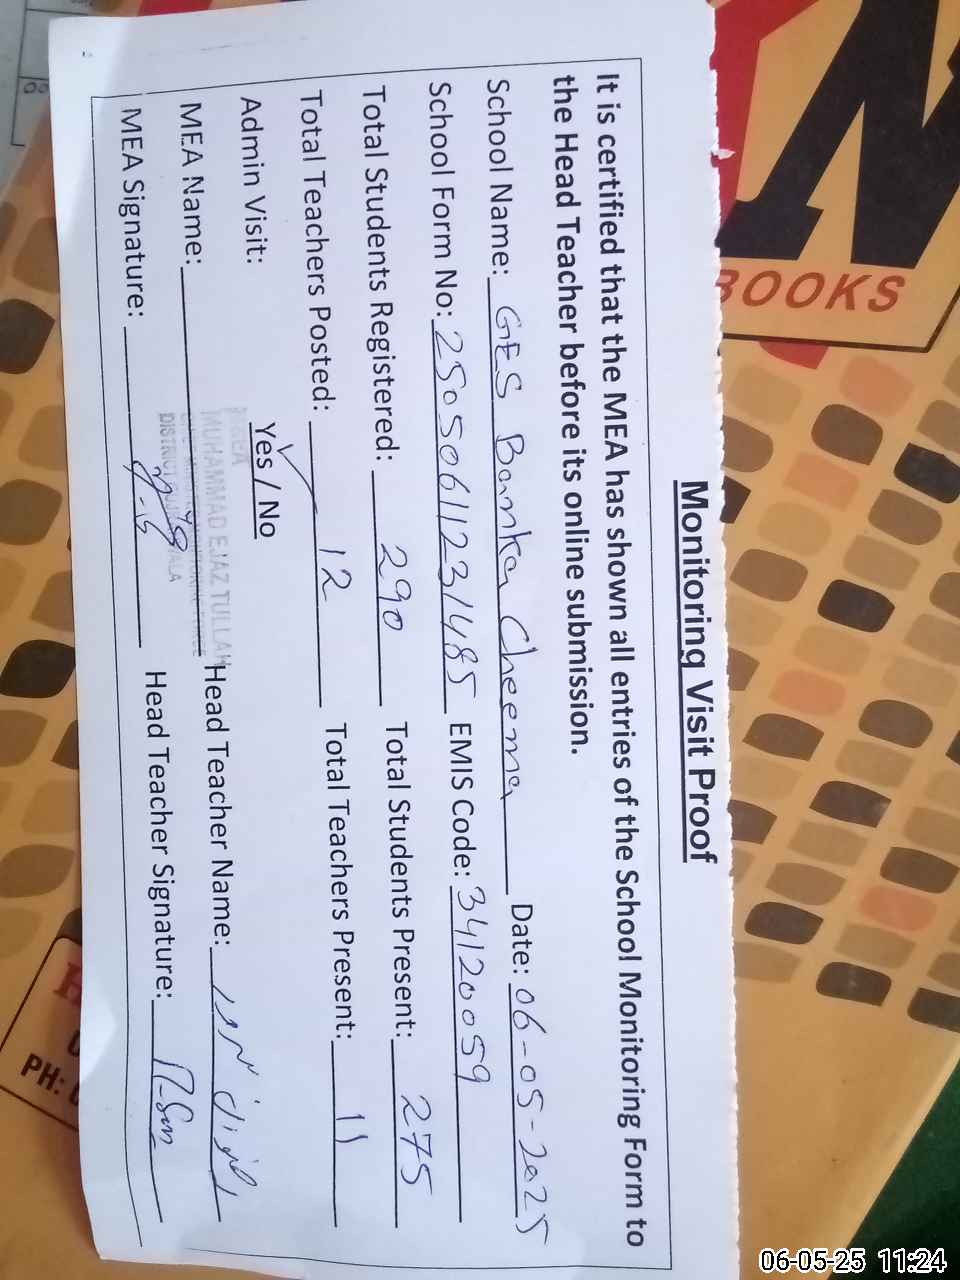 Monitoring Visit Proof
It is certified that the MEA has shown all entries of the School Monitoring Form to
the Head Teacher before its online submission.
School Name: GES Banka Cheema Date: 06-05-2025
School Form No: 25050611231485 EMIS Code: 34120059
Total Students Registered: 290 Total Students Present: 275
Total Teachers Posted: 12 Total Teachers Present: 11
Admin Visit: Yes / No
MEA Name: MUHAMMAD EJAZ TULLAH Head Teacher Name:
DISTRICT
MEA Signature: Head Teacher Signature:
BOOKS
PH:
06-05-25 11:24